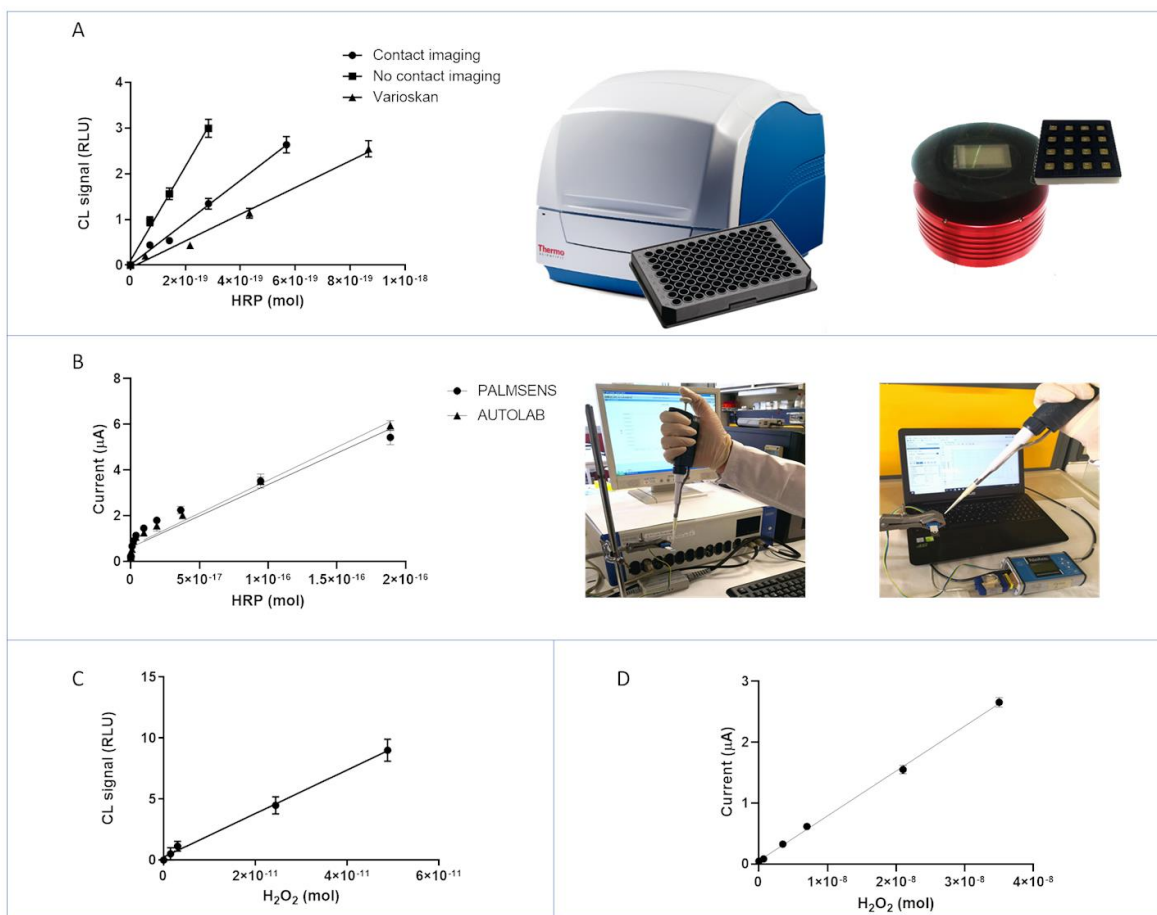 A
Contact imaging
No contact imaging
Varioskan
CL signal (RLU)
4
3
2
1
0
0
2×10⁻¹⁹
4×10⁻¹⁹
6×10⁻¹⁹
8×10⁻¹⁹
1×10⁻¹⁸
HRP (mol)
Thermo
SCIENTIFIC
B
PALMSENS
AUTOLAB
Current (μA)
8
6
4
2
0
5×10⁻¹⁷
1×10⁻¹⁶
1.5×10⁻¹⁶
2×10⁻¹⁶
HRP (mol)
C
CL signal (RLU)
15
10
5
0
0
2×10⁻¹¹
4×10⁻¹¹
6×10⁻¹¹
H₂O₂ (mol)
D
Current (μA)
3
2
1
0
0
1×10⁻⁸
2×10⁻⁸
3×10⁻⁸
4×10⁻⁸
H₂O₂ (mol)